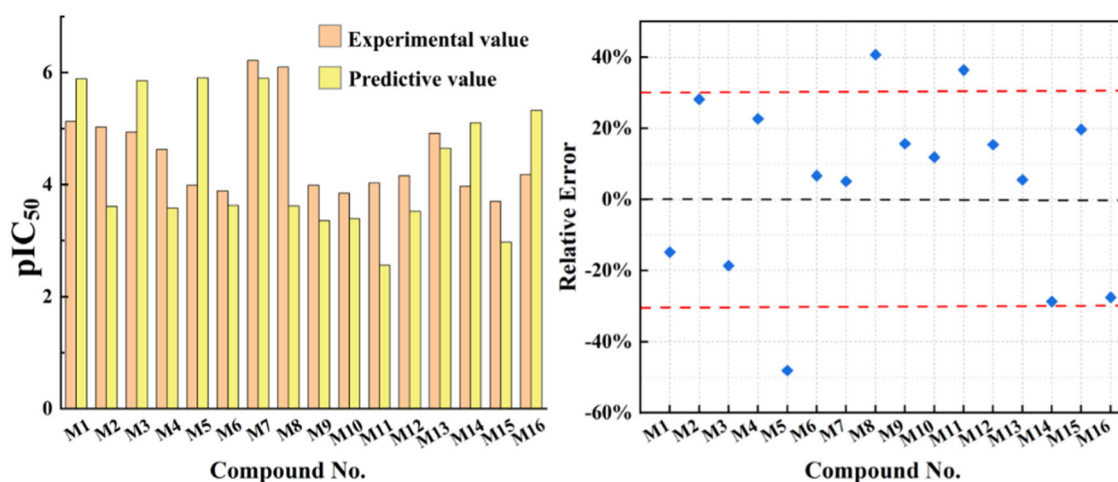 pIC50
6
4
2
0
Experimental value
Predictive value
M1 M2 M3 M4 M5 M6 M7 M8 M9 M10 M11 M12 M13 M14 M15 M16
Compound No.
Relative Error
40%
20%
0%
-20%
-40%
-60%
M1 M2 M3 M4 M5 M6 M7 M8 M9 M10 M11 M12 M13 M14 M15 M16
Compound No.